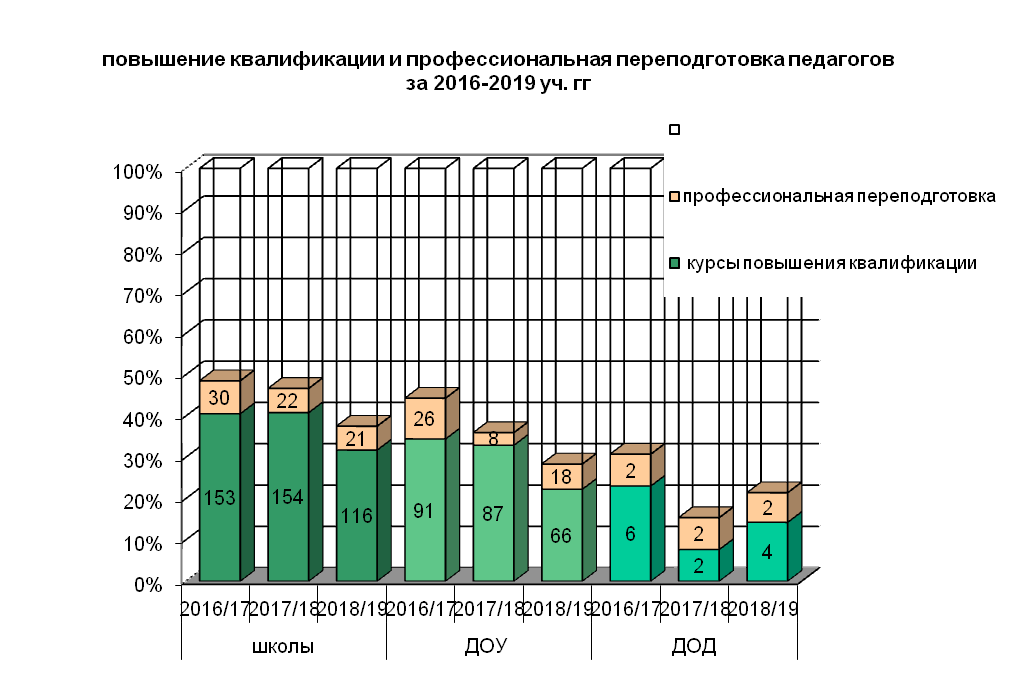 повышение квалификации и профессиональная переподготовка педагогов
за 2016-2019 уч. гг
профессиональная переподготовка
курсы повышения квалификации
100%
90%
80%
70%
60%
50%
40%
30%
20%
10%
0%
30 22 21 26 8 18 2 2 2
153 154 116 91 87 66 6 2 4
2016/17 2017/18 2018/19 2016/17 2017/18 2018/19 2016/17 2017/18 2018/19
школы ДОУ ДОД